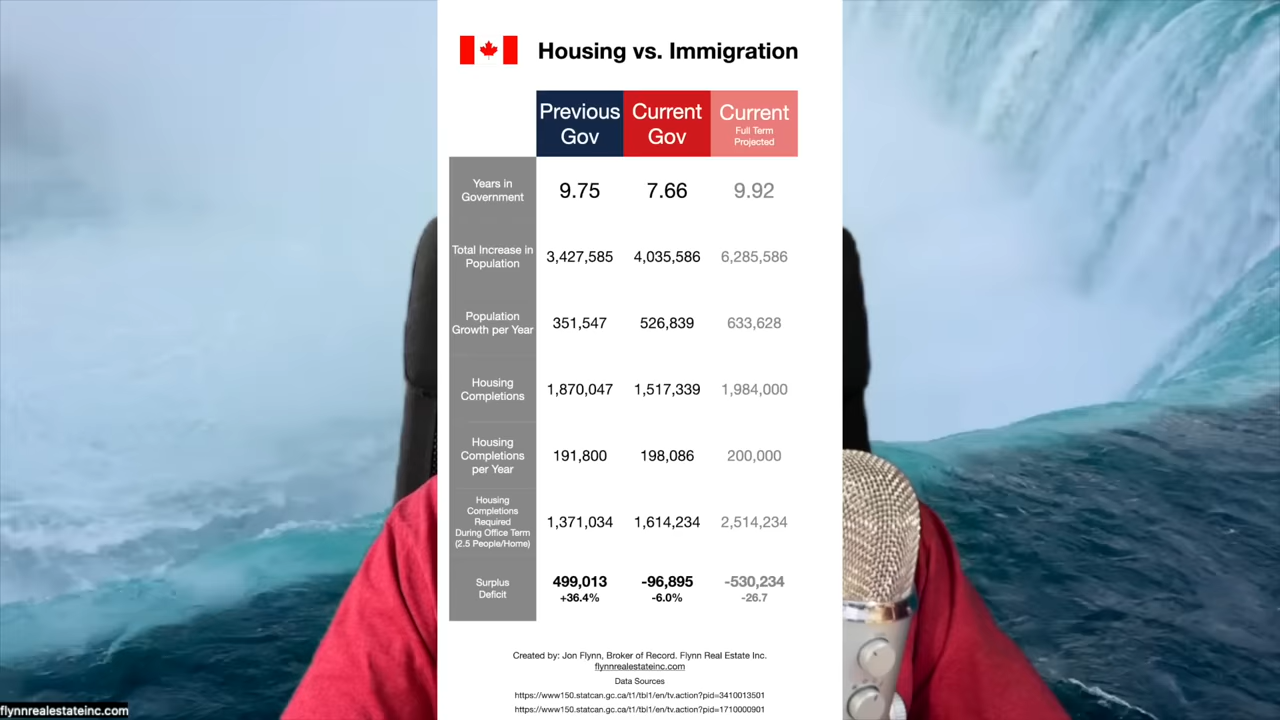 Housing vs. Immigration
Previous Gov
Current Gov
Current
Full Term
Projected
Years in
Government
9.75
7.66
9.92
Total Increase in
Population
3,427,585
4,035,586
6,285,586
Population
Growth per Year
351,547
526,839
633,628
Housing
Completions
1,870,047
1,517,339
1,984,000
Housing
Completions
per Year
191,800
198,086
200,000
Housing
Completions
Required
During Office Term
(2.5 People/Home)
1,371,034
1,614,234
2,514,234
Surplus
Deficit
499,013
+36.4%
-96,895
-6.0%
-530,234
-26.7
Created by: Jon Flynn, Broker of Record. Flynn Real Estate Inc.
flynnrealestateinc.com
Data Sources
https://www150.statcan.gc.ca/t1/tbl1/en/tv.action?pid=3410013501
https://www150.statcan.gc.ca/t1/tbl1/en/tv.action?pid=1710000901
flynnrealestateinc.com